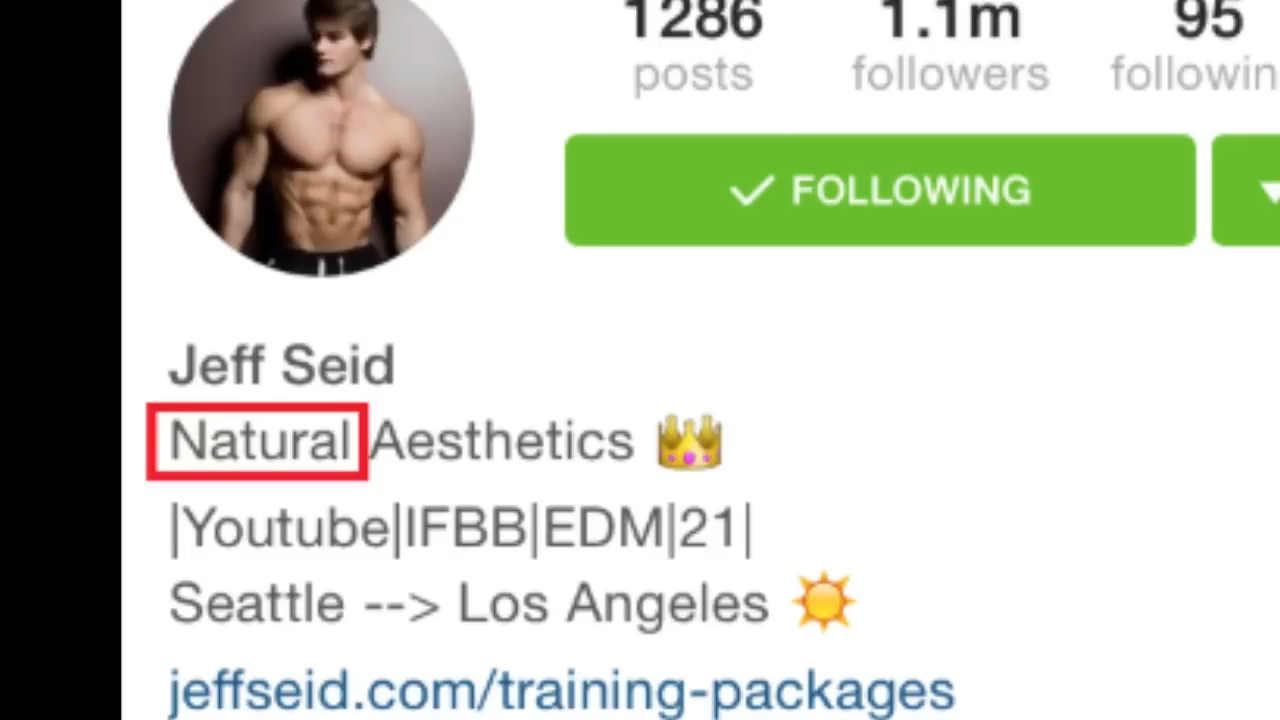 1286 1.1m 95
posts followers followin
✓ FOLLOWING
Jeff Seid
Natural Aesthetics 👑
|Youtube|IFBB|EDM|21|
Seattle --> Los Angeles ☀️
jeffseid.com/training-packages